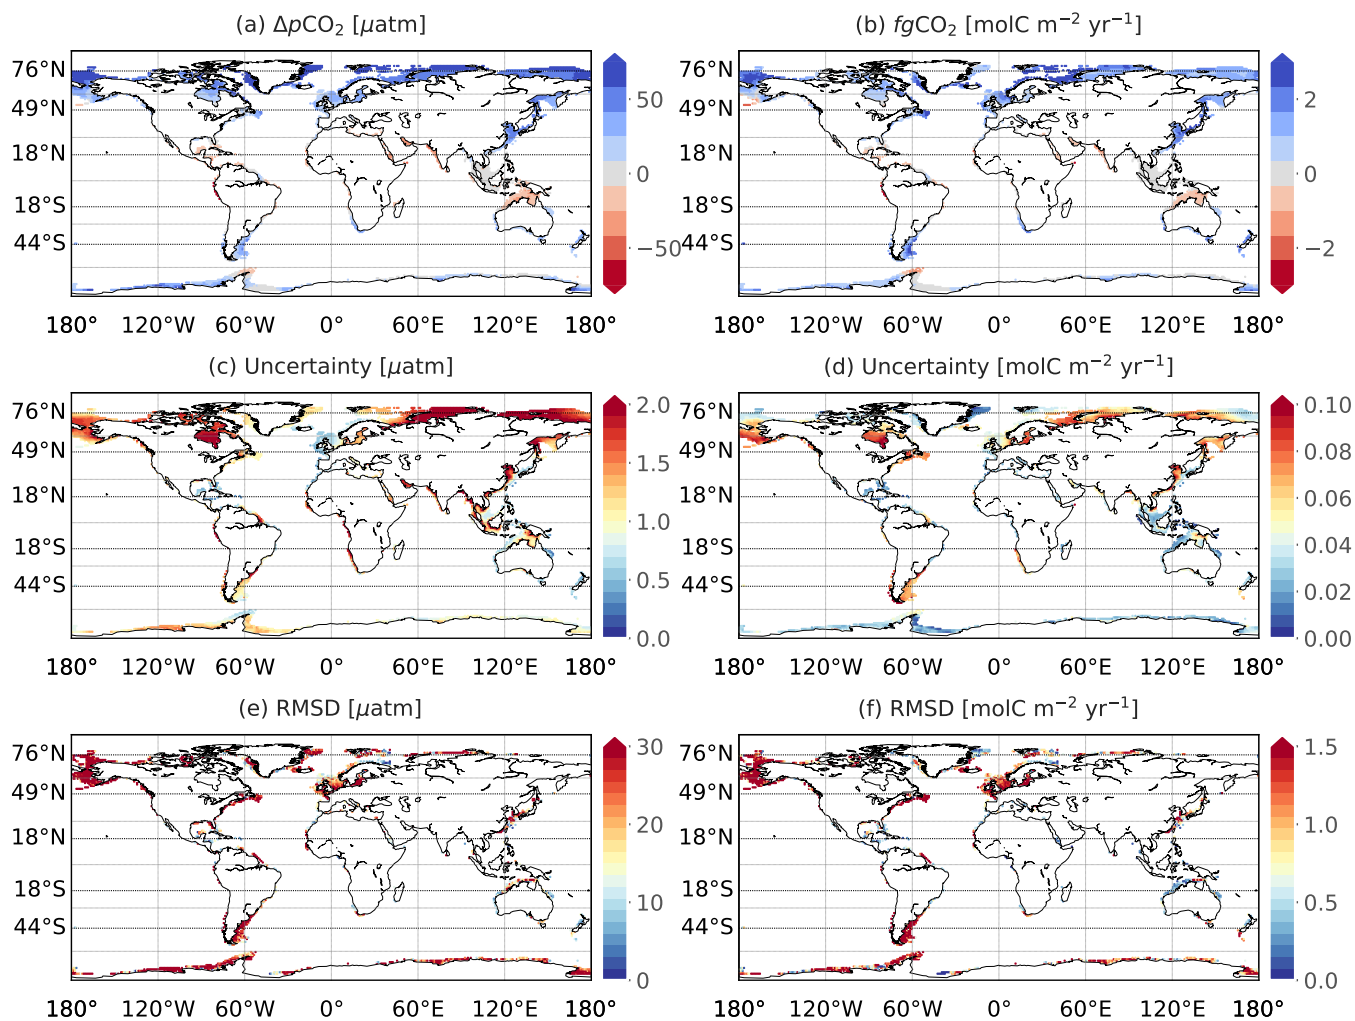 (a) ΔpCO₂ [μatm]
(b) fgCO₂ [molC m⁻² yr⁻¹]
76°N
49°N
18°N
18°S
44°S
180° 120°W 60°W 0° 60°E 120°E 180°
50
0
−50
76°N
49°N
18°N
18°S
44°S
180° 120°W 60°W 0° 60°E 120°E 180°
2
0
−2
(c) Uncertainty [μatm]
(d) Uncertainty [molC m⁻² yr⁻¹]
76°N
49°N
18°N
18°S
44°S
180° 120°W 60°W 0° 60°E 120°E 180°
2.0
1.5
1.0
0.5
0.0
76°N
49°N
18°N
18°S
44°S
180° 120°W 60°W 0° 60°E 120°E 180°
0.10
0.08
0.06
0.04
0.02
0.00
(e) RMSD [μatm]
(f) RMSD [molC m⁻² yr⁻¹]
76°N
49°N
18°N
18°S
44°S
180° 120°W 60°W 0° 60°E 120°E 180°
30
20
10
0
76°N
49°N
18°N
18°S
44°S
180° 120°W 60°W 0° 60°E 120°E 180°
1.5
1.0
0.5
0.0